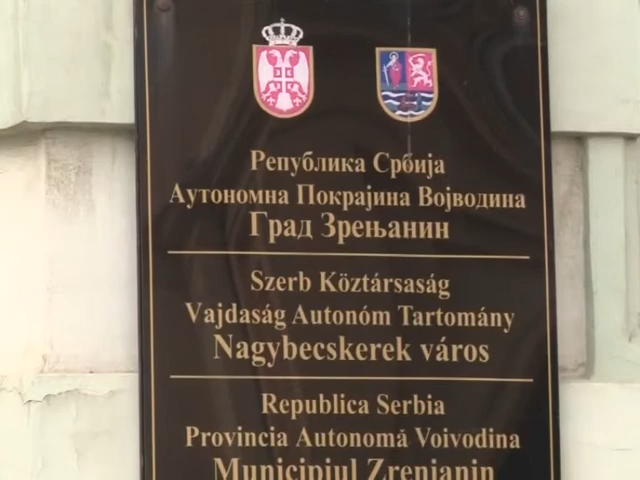 Република Србија
Аутономна Покрајина Војводина
Град Зрењанин
Szerb Köztársaság
Vajdaság Autonóm Tartomány
Nagybecskerek város
Republica Serbia
Provincia Autonomă Voivodina
Municipiul Zrenianin